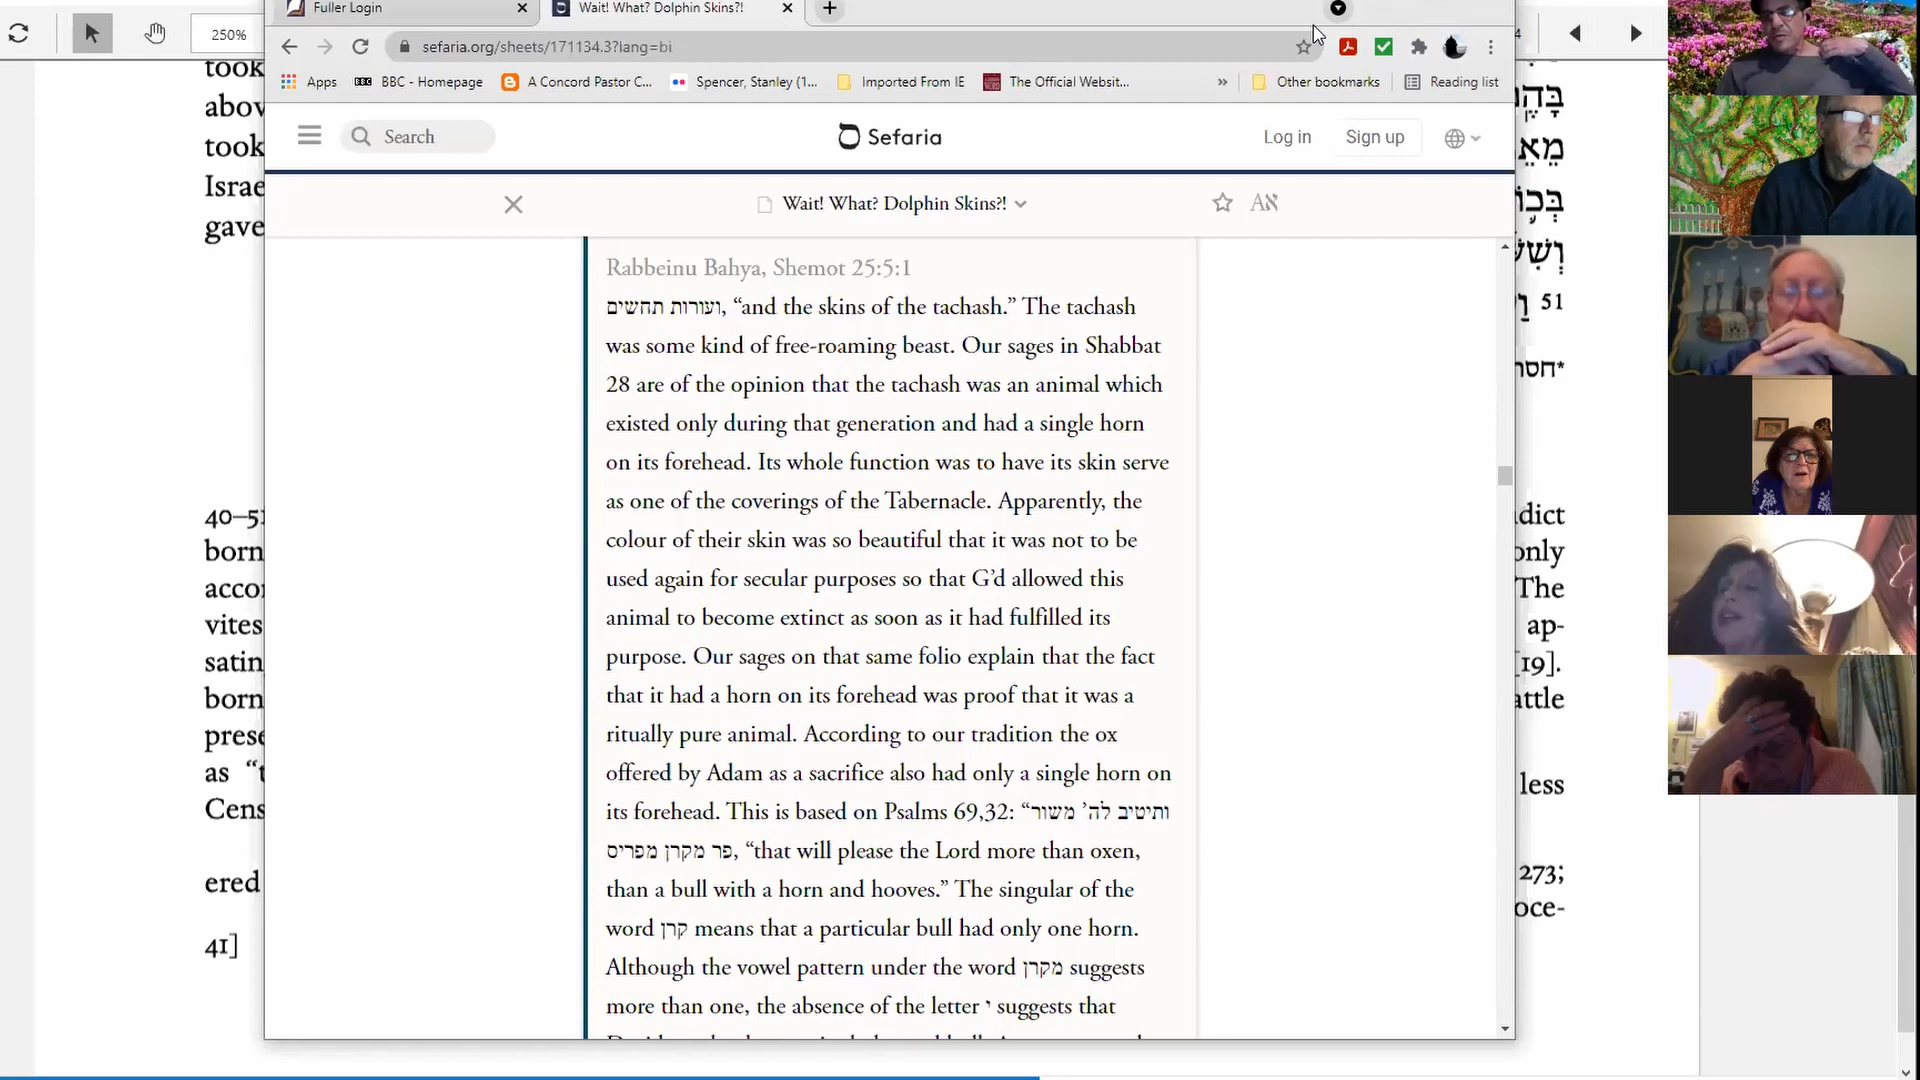 Fuller Login
Wait! What? Dolphin Skins?!
250%
sefaria.org/sheets/171134.3?lang=bi
Apps
BBC - Homepage
A Concord Pastor C...
Spencer, Stanley (1...
Imported From IE
The Official Websit...
»
Other bookmarks
Reading list
Search
Sefaria
Log in
Sign up
Wait! What? Dolphin Skins?!
Rabbeinu Bahya, Shemot 25:5:1
ועורות תחשים, “and the skins of the tachash.” The tachash
was some kind of free-roaming beast. Our sages in Shabbat
28 are of the opinion that the tachash was an animal which
existed only during that generation and had a single horn
on its forehead. Its whole function was to have its skin serve
as one of the coverings of the Tabernacle. Apparently, the
colour of their skin was so beautiful that it was not to be
used again for secular purposes so that G’d allowed this
animal to become extinct as soon as it had fulfilled its
purpose. Our sages on that same folio explain that the fact
that it had a horn on its forehead was proof that it was a
ritually pure animal. According to our tradition the ox
offered by Adam as a sacrifice also had only a single horn on
its forehead. This is based on Psalms 69,32: “ותיטיב לה’ משור
פר מקרן מפריס, “that will please the Lord more than oxen,
than a bull with a horn and hooves.” The singular of the
word קרן means that a particular bull had only one horn.
Although the vowel pattern under the word מקרן suggests
more than one, the absence of the letter י suggests that
took
abov
took
Israe
gave
40–51
born
acco
vites
satin
born
prese
as “t
Cens
ered
41]
51
*חסר
dict
only
The
ap-
[19].
attle
less
273;
oce-